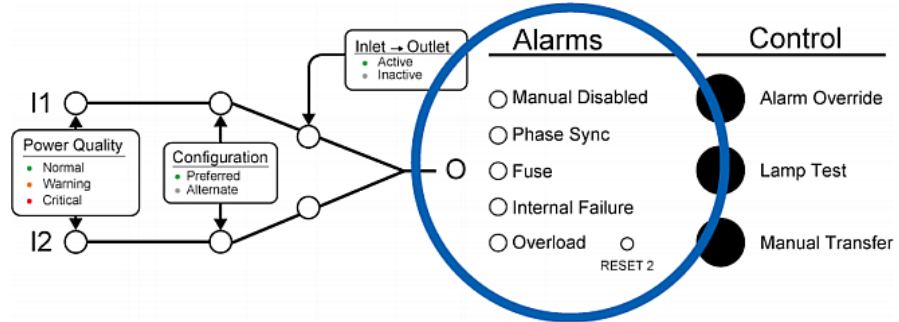 Inlet → Outlet
Active
Inactive
I1
Power Quality
Normal
Warning
Critical
I2
Configuration
Preferred
Alternate
O
Alarms
Manual Disabled
Phase Sync
Fuse
Internal Failure
Overload
RESET 2
Control
Alarm Override
Lamp Test
Manual Transfer